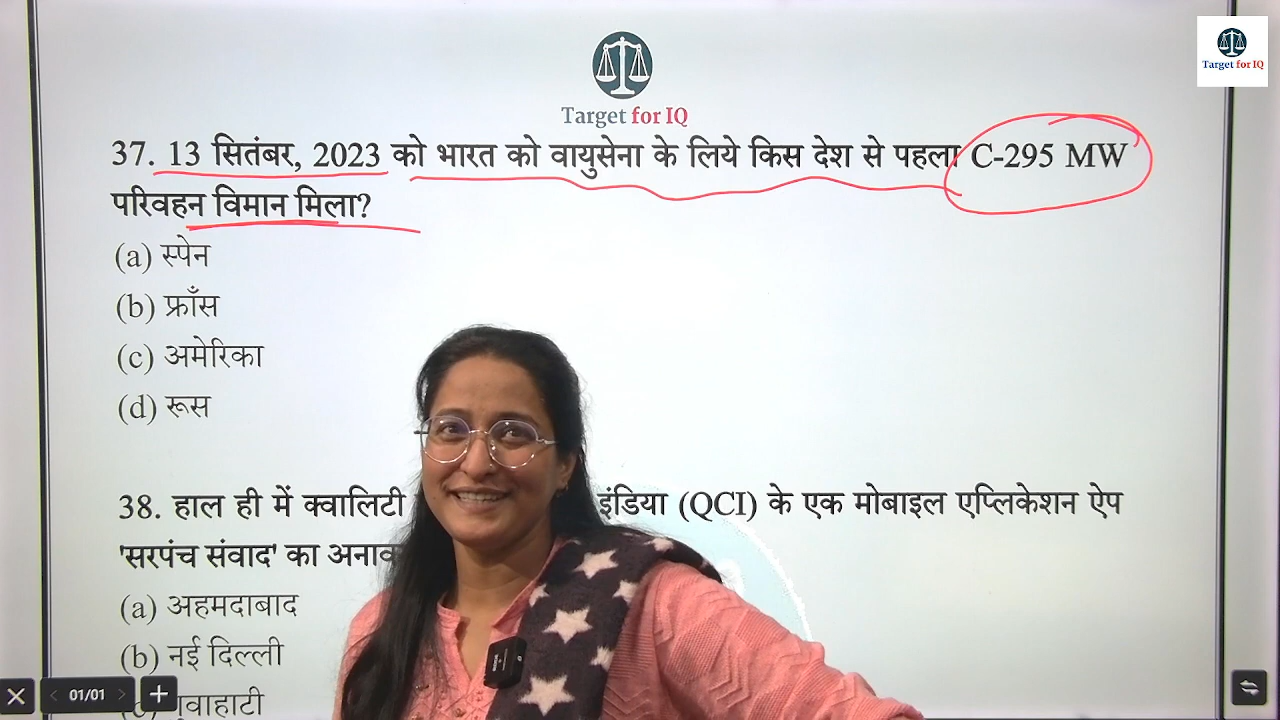 Target for IQ
Target for IQ
37. 13 सितंबर, 2023 को भारत को वायुसेना के लिये किस देश से पहला C-295 MW
परिवहन विमान मिला?
(a) स्पेन
(b) फ्राँस
(c) अमेरिका
(d) रूस
38. हाल ही में क्वालिटी इंडिया (QCI) के एक मोबाइल एप्लिकेशन ऐप
'सरपंच संवाद' का
(a) अहमदाबाद
(b) नई दिल्ली
01/01